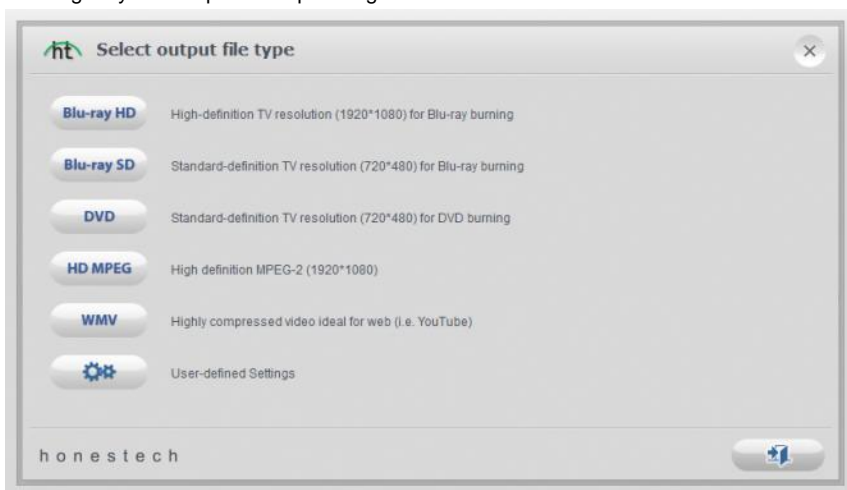 ht Select output file type
Blu-ray HD High-definition TV resolution (1920*1080) for Blu-ray burning
Blu-ray SD Standard-definition TV resolution (720*480) for Blu-ray burning
DVD Standard-definition TV resolution (720*480) for DVD burning
HD MPEG High definition MPEG-2 (1920*1080)
WMV Highly compressed video ideal for web (i.e. YouTube)
User-defined Settings
honestech